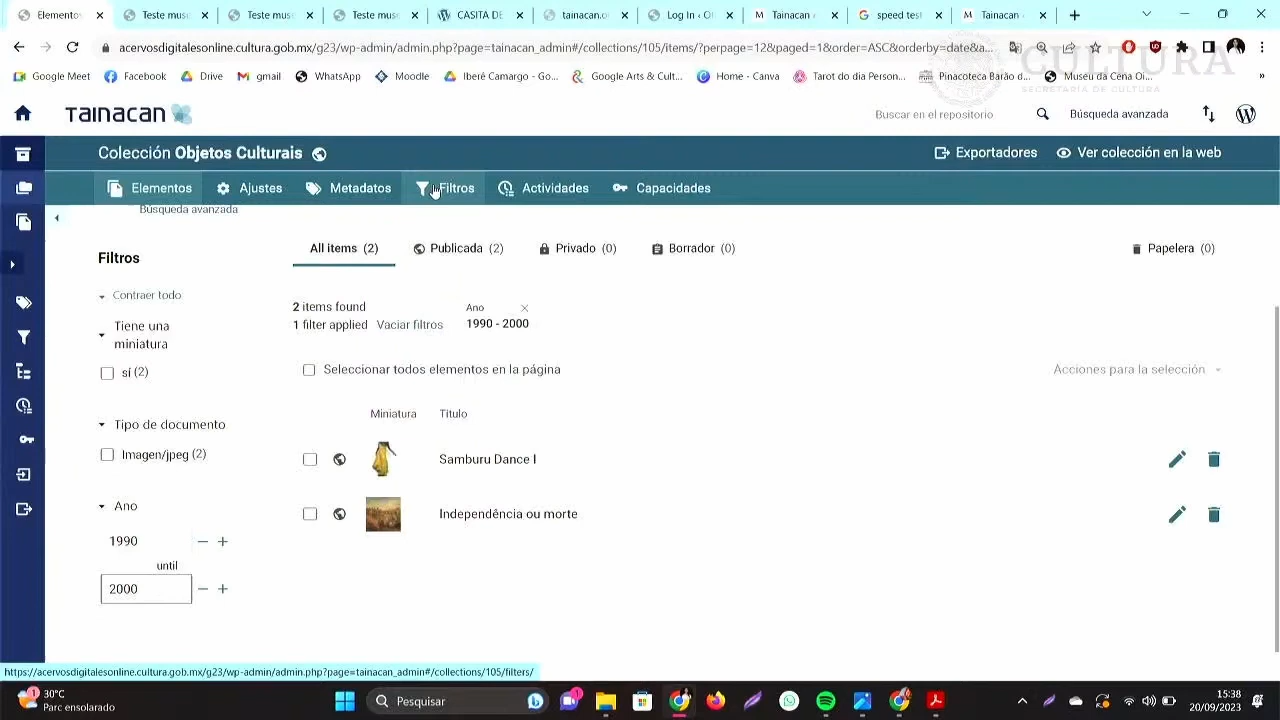 Elementos
Teste mus
Teste mus
Teste mus
CASITA DE
tainacan.o
Log In ‹ O
Tainacan
speed test
Tainacan
acervosdigitalesonline.cultura.gob.mx/g23/wp-admin/admin.php?page=tainacan_admin#/collections/105/items/?perpage=12&paged=1&order=ASC&orderby=date&a...
Google Meet Facebook Drive gmail WhatsApp Moodle Iberê Camargo - Go... Google Arts & Cult... Home - Canva Tarot do dia Person... Pinacoteca Barão d... Museu da Cena Ol... »
CULTURA
SECRETARÍA DE CULTURA
TAINACAN
Buscar en el repositorio
Búsqueda avanzada
Colección Objetos Culturais
Exportadores
Ver colección en la web
Elementos Ajustes Metadatos Filtros Actividades Capacidades
Búsqueda avanzada
All items (2) Publicada (2) Privado (0) Borrador (0) Papelera (0)
Filtros
Contraer todo
Tiene una
miniatura
sí (2)
Tipo de documento
Imagen/jpeg (2)
Ano
1990
until
2000
2 items found
1 filter applied Vaciar filtros
Ano
1990 - 2000
Seleccionar todos elementos en la página
Acciones para la selección
Miniatura Título
Samburu Dance I
Independência ou morte
https://acervosdigitalesonline.cultura.gob.mx/g23/wp-admin/admin.php?page=tainacan_admin#/collections/105/filters/
1
30°C
Parc ensolarado
Pesquisar
1
15:38
20/09/2023